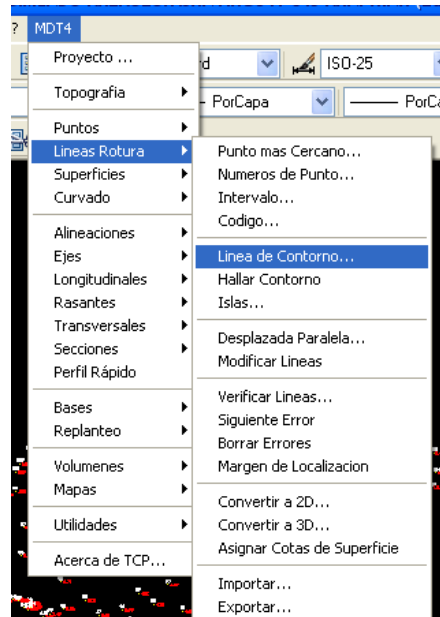 ? MDT4
rd ISO-25
PorCapa PorCa
Proyecto ...
Topografia
Puntos
Lineas Rotura
Superficies
Curvado
Alineaciones
Ejes
Longitudinales
Rasantes
Transversales
Secciones
Perfil Rápido
Bases
Replanteo
Volumenes
Mapas
Utilidades
Acerca de TCP...
Punto mas Cercano...
Numeros de Punto...
Intervalo...
Codigo...
Linea de Contorno...
Hallar Contorno
Islas...
Desplazada Paralela...
Modificar Lineas
Verificar Lineas...
Siguiente Error
Borrar Errores
Margen de Localizacion
Convertir a 2D...
Convertir a 3D...
Asignar Cotas de Superficie
Importar...
Exportar...